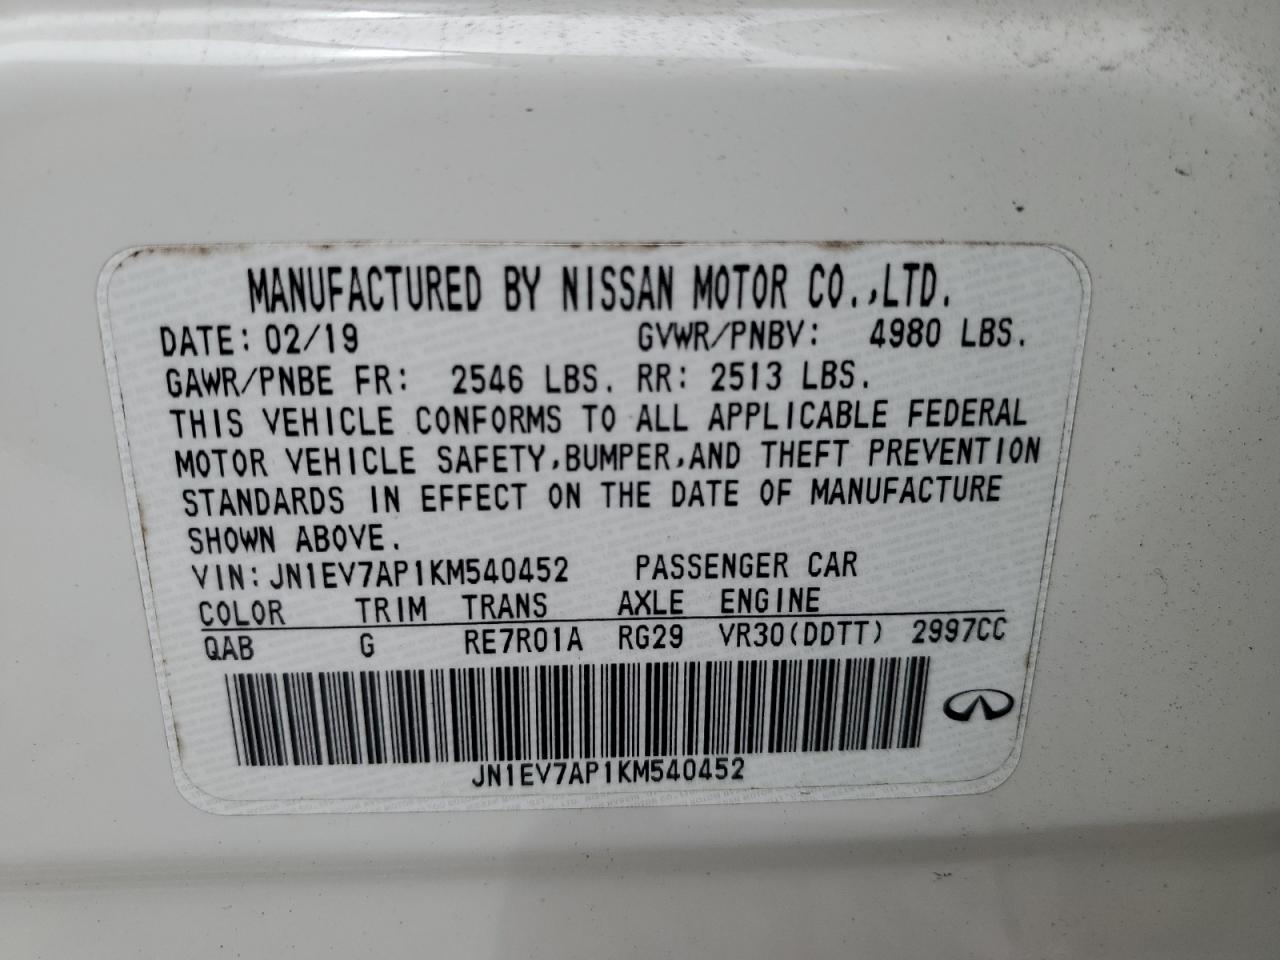 MANUFACTURED BY NISSAN MOTOR CO.,LTD.
DATE: 02/19 GVWR/PNBV: 4980 LBS.
GAWR/PNBE FR: 2546 LBS. RR: 2513 LBS.
THIS VEHICLE CONFORMS TO ALL APPLICABLE FEDERAL
MOTOR VEHICLE SAFETY,BUMPER,AND THEFT PREVENTION
STANDARDS IN EFFECT ON THE DATE OF MANUFACTURE
SHOWN ABOVE.
VIN: JN1EV7AP1KM540452 PASSENGER CAR
COLOR TRIM TRANS AXLE ENGINE
QAB G RE7R01A RG29 VR30(DDTT) 2997CC
JN1EV7AP1KM540452